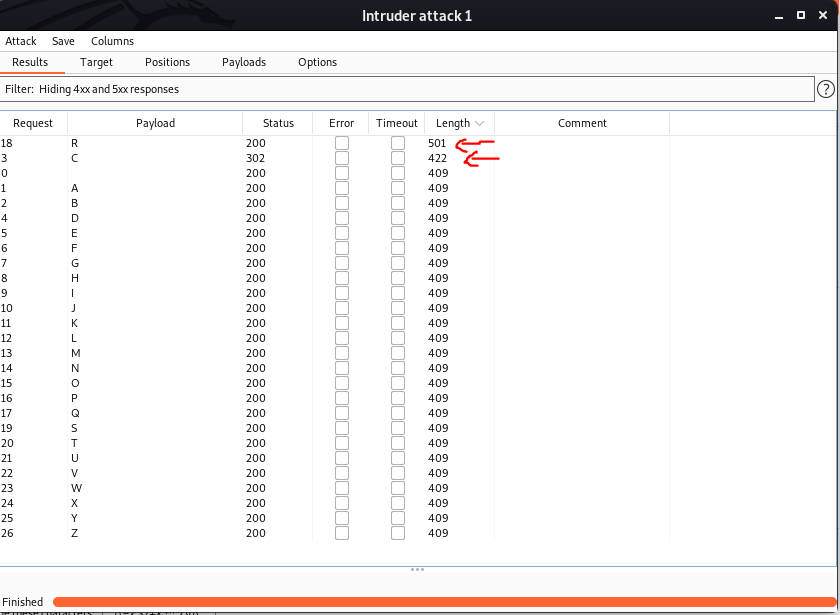 Intruder attack 1
Attack Save Columns
Results Target Positions Payloads Options
Filter: Hiding 4xx and 5xx responses ?
Request Payload Status Error Timeout Length Comment
18 R 200 501
3 C 302 422
0 200 409
1 A 200 409
2 B 200 409
4 D 200 409
5 E 200 409
6 F 200 409
7 G 200 409
8 H 200 409
9 I 200 409
10 J 200 409
11 K 200 409
12 L 200 409
13 M 200 409
14 N 200 409
15 O 200 409
16 P 200 409
17 Q 200 409
19 S 200 409
20 T 200 409
21 U 200 409
22 V 200 409
23 W 200 409
24 X 200 409
25 Y 200 409
26 Z 200 409
Finished